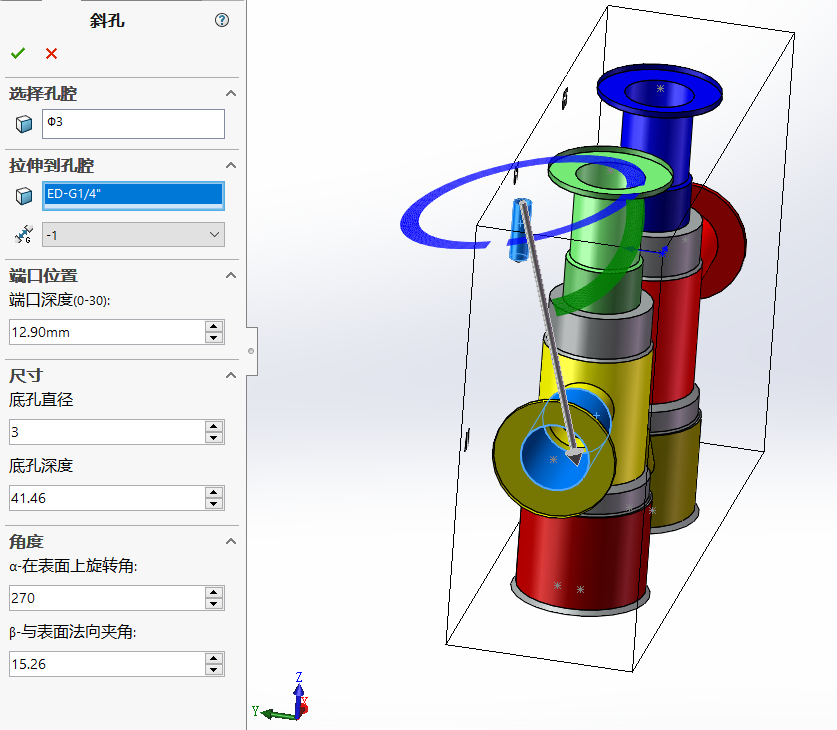 斜孔
选择孔腔
Φ3
拉伸到孔腔
ED-G1/4"
-1
端口位置
端口深度(0-30):
12.90mm
尺寸
底孔直径
3
底孔深度
41.46
角度
α-在表面上旋转角:
270
β-与表面法向夹角:
15.26
Z
Y